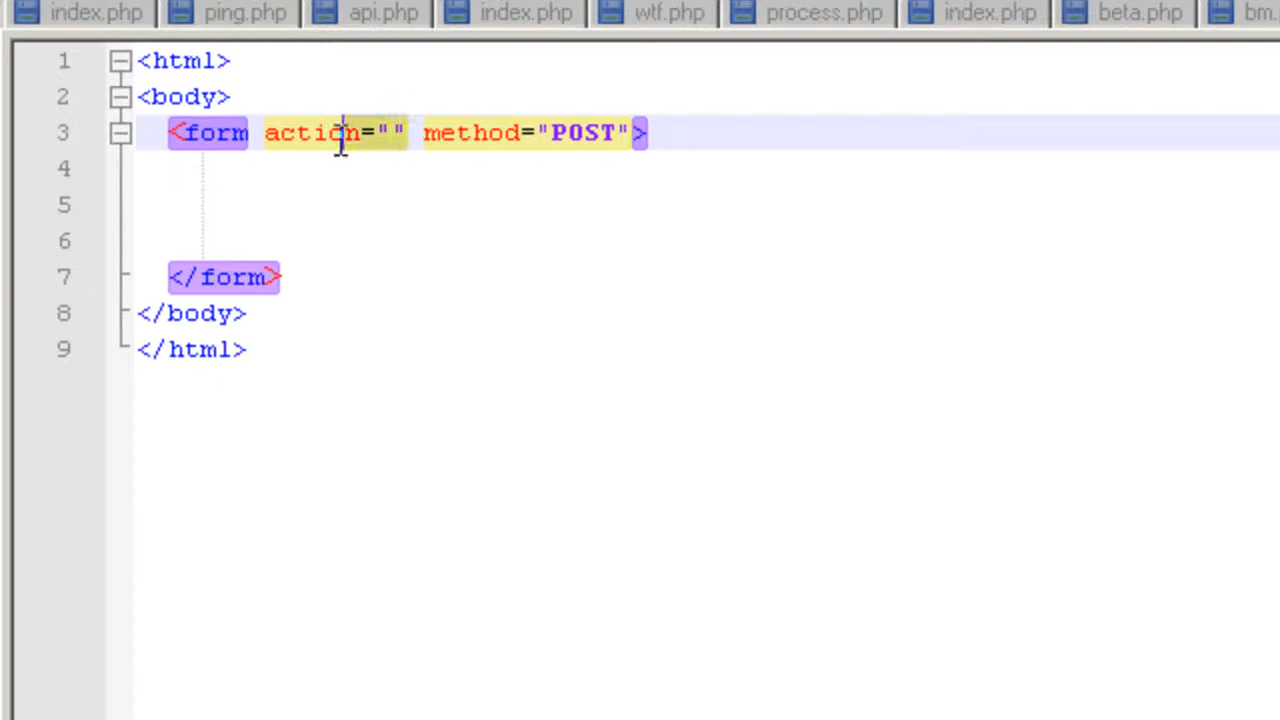 index.php ping.php api.php index.php wtf.php process.php index.php beta.php bm.
1 <html>
2 <body>
3 <form action="" method="POST">
4
5
6
7 </form>
8 </body>
9 </html>